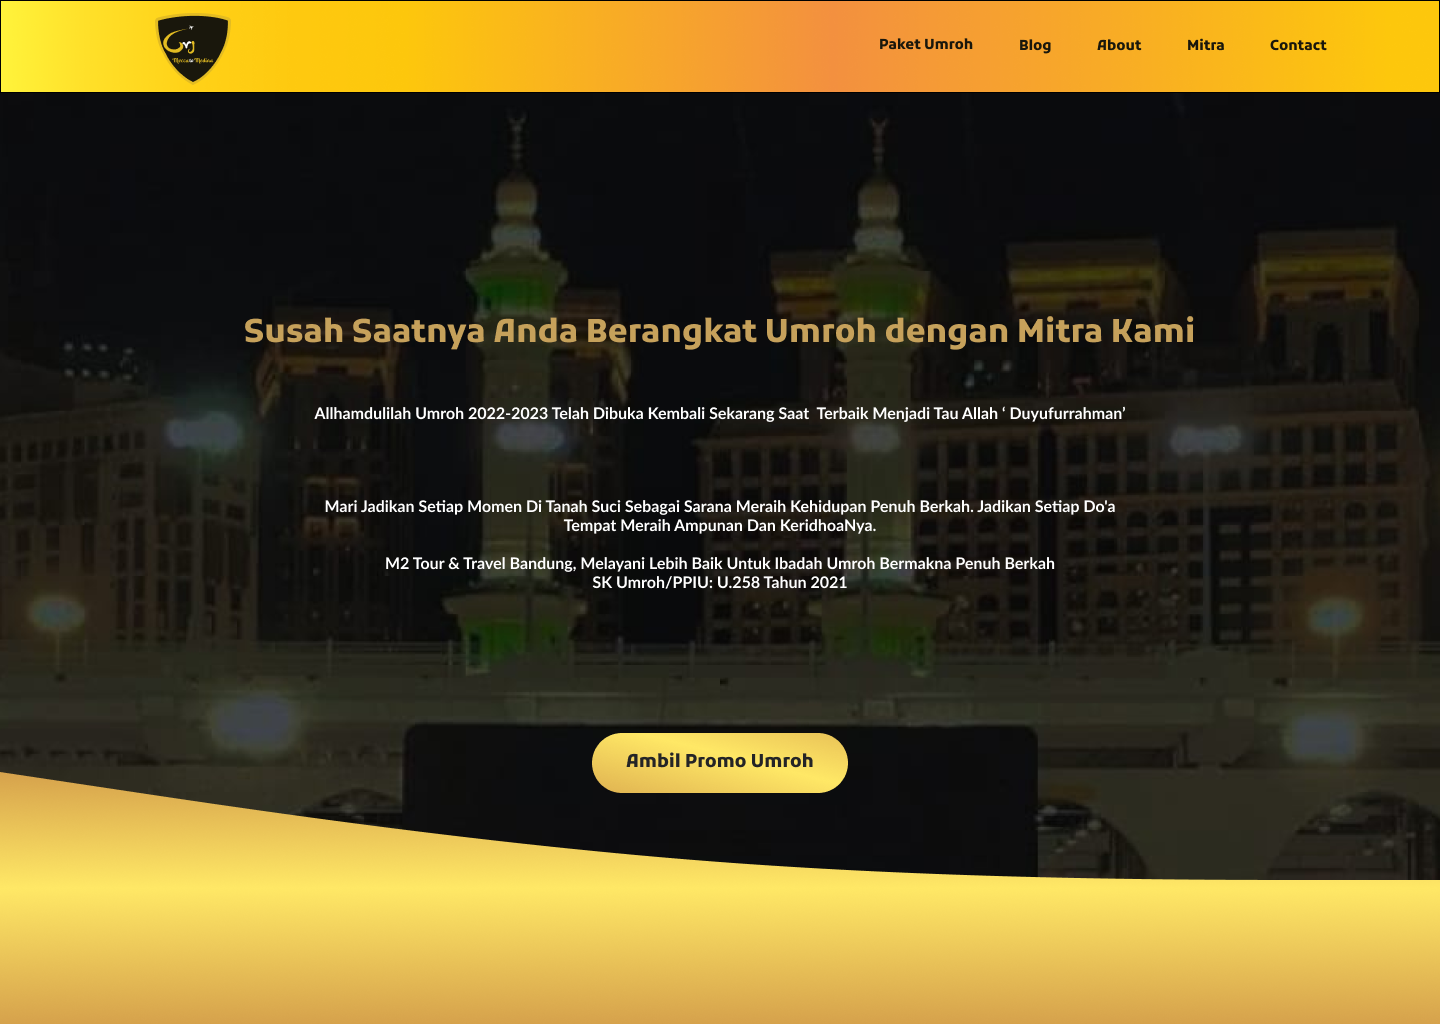 Paket Umroh
Blog
About
Mitra
Contact
Susah Saatnya Anda Berangkat Umroh dengan Mitra Kami
Allhamdulilah Umroh 2022-2023 Telah Dibuka Kembali Sekarang Saat  Terbaik Menjadi Tau Allah ‘ Duyufurrahman’
Mari Jadikan Setiap Momen Di Tanah Suci Sebagai Sarana Meraih Kehidupan Penuh Berkah. Jadikan Setiap Do'a
Tempat Meraih Ampunan Dan KeridhoaNya.
M2 Tour & Travel Bandung, Melayani Lebih Baik Untuk Ibadah Umroh Bermakna Penuh Berkah
SK Umroh/PPIU: U.258 Tahun 2021
Ambil Promo Umroh